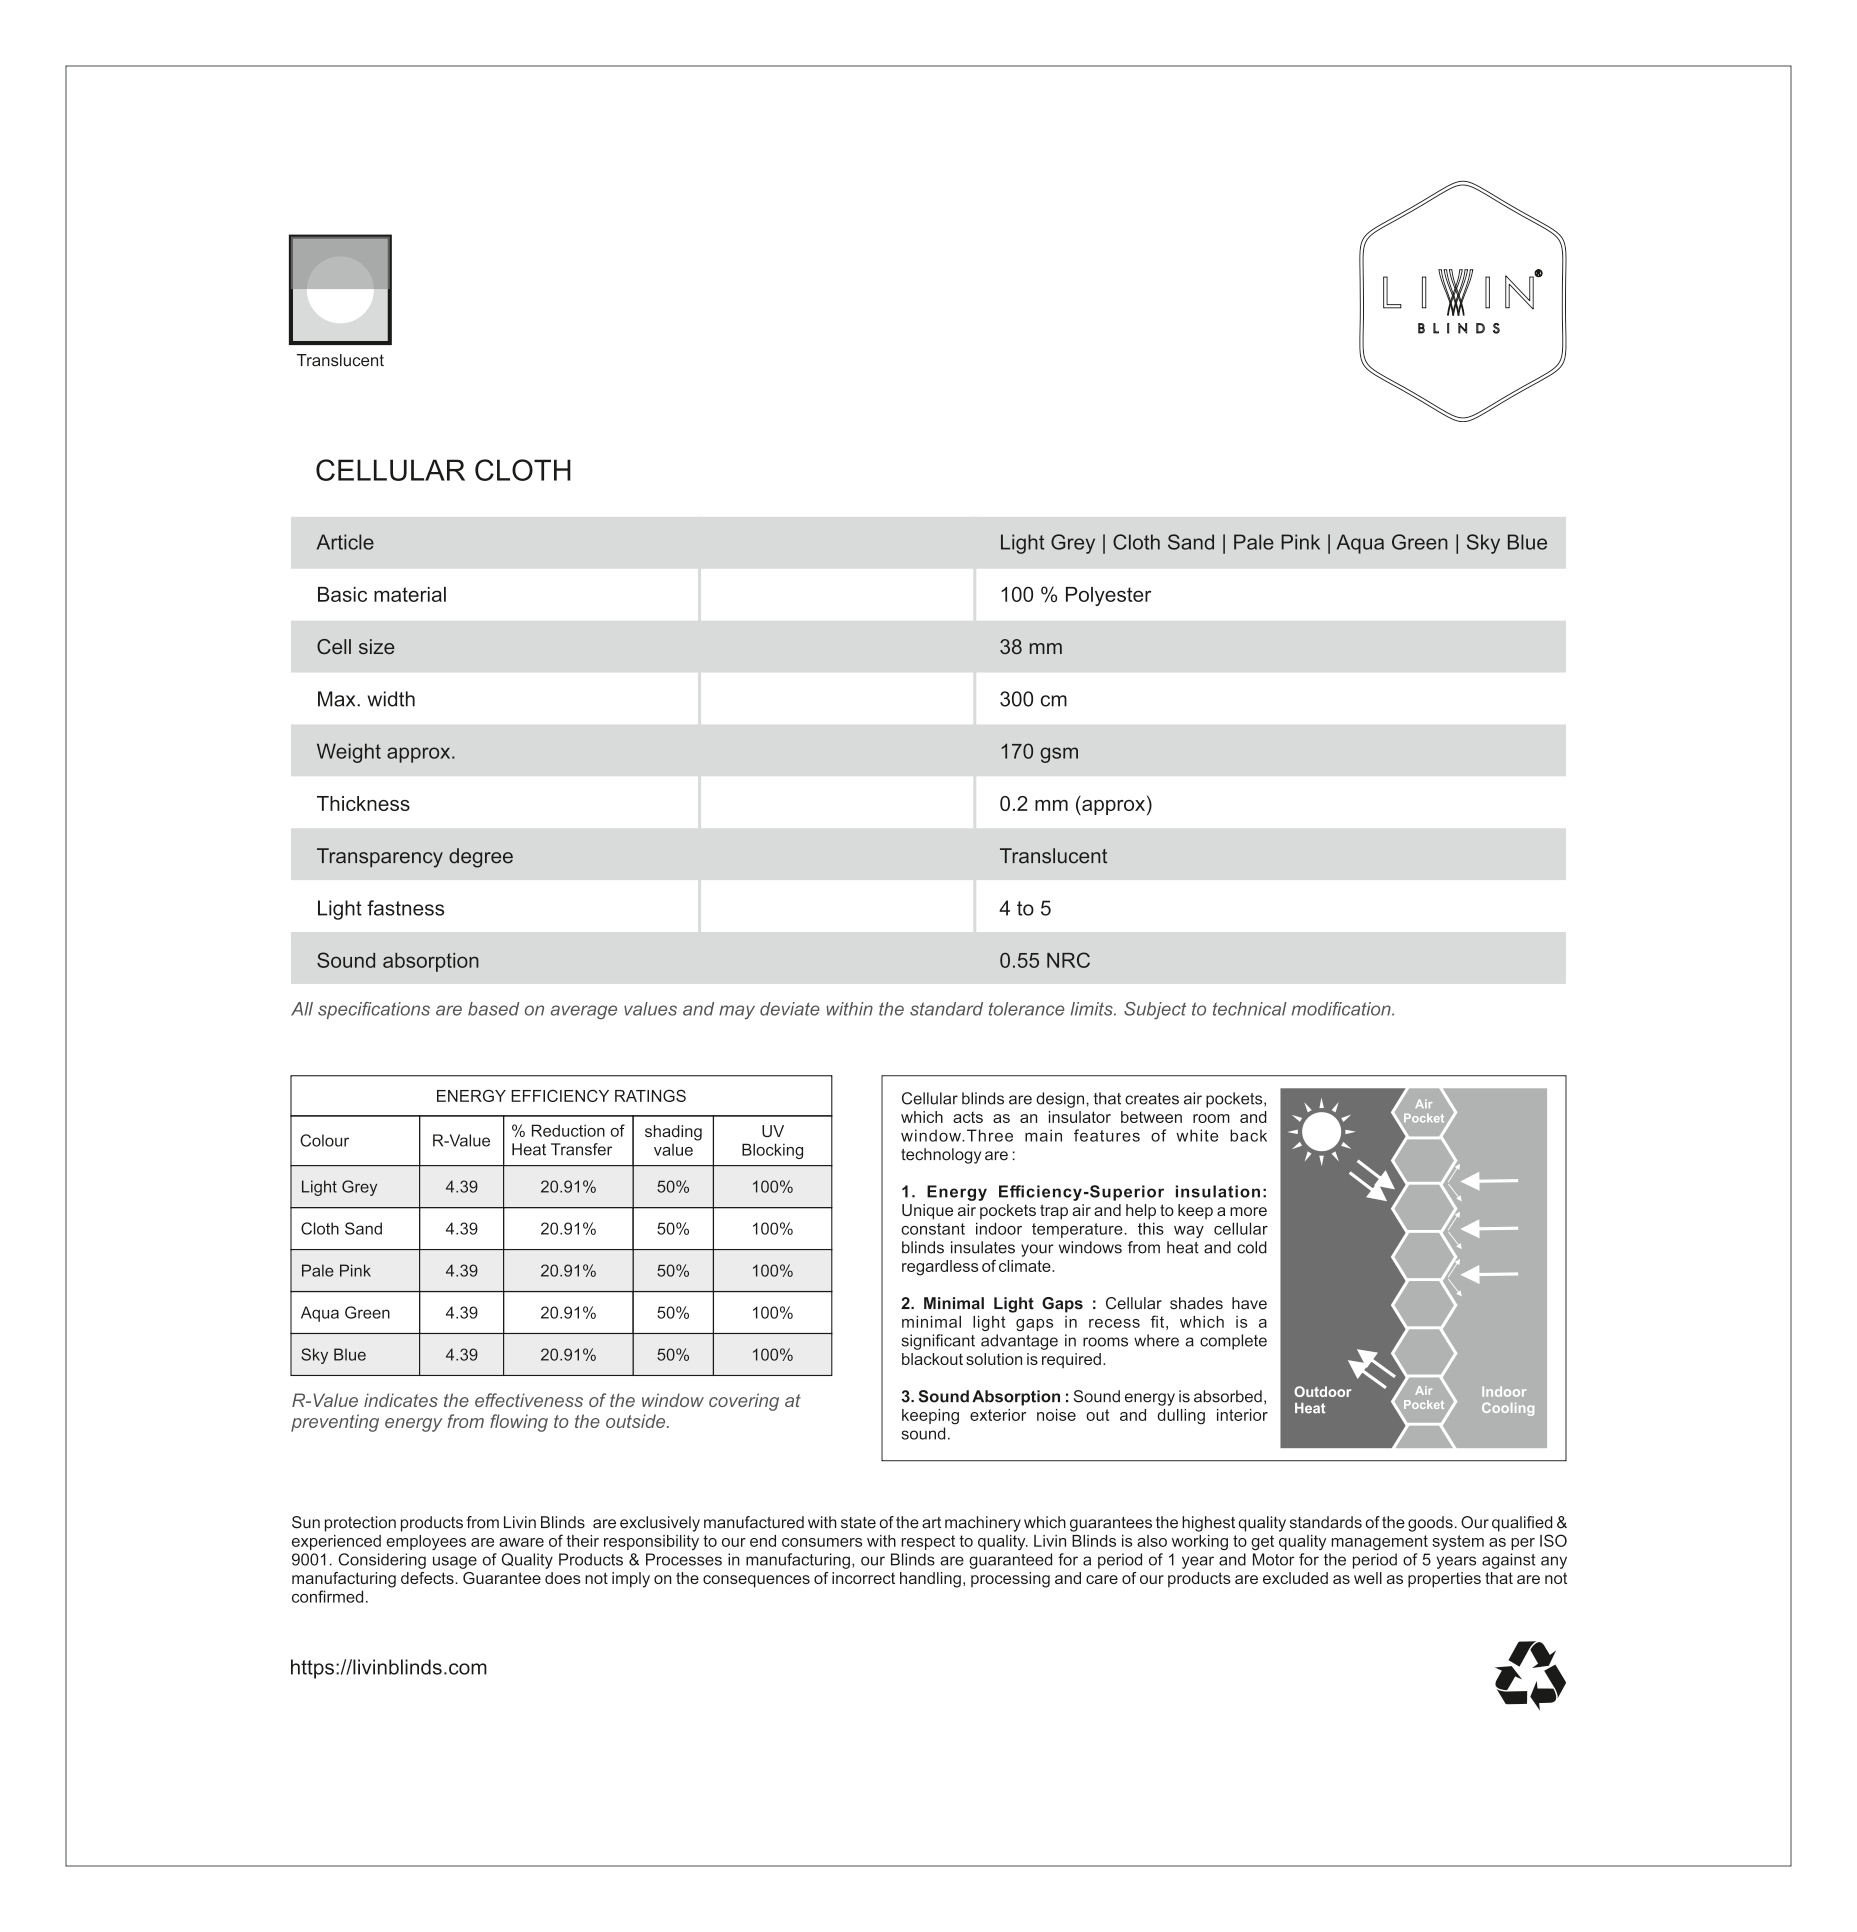 Translucent
LIVIN®
BLINDS
CELLULAR CLOTH
Article Light Grey | Cloth Sand | Pale Pink | Aqua Green | Sky Blue
Basic material 100 % Polyester
Cell size 38 mm
Max. width 300 cm
Weight approx. 170 gsm
Thickness 0.2 mm (approx)
Transparency degree Translucent
Light fastness 4 to 5
Sound absorption 0.55 NRC
All specifications are based on average values and may deviate within the standard tolerance limits. Subject to technical modification.
ENERGY EFFICIENCY RATINGS
Colour R-Value % Reduction of Heat Transfer shading value UV Blocking
Light Grey 4.39 20.91% 50% 100%
Cloth Sand 4.39 20.91% 50% 100%
Pale Pink 4.39 20.91% 50% 100%
Aqua Green 4.39 20.91% 50% 100%
Sky Blue 4.39 20.91% 50% 100%
R-Value indicates the effectiveness of the window covering at
preventing energy from flowing to the outside.
Cellular blinds are design, that creates air pockets,
which acts as an insulator between room and
window.Three main features of white back
technology are :
1. Energy Efficiency-Superior insulation:
Unique air pockets trap air and help to keep a more
constant indoor temperature. this way cellular
blinds insulates your windows from heat and cold
regardless of climate.
2. Minimal Light Gaps : Cellular shades have
minimal light gaps in recess fit, which is a
significant advantage in rooms where a complete
blackout solution is required.
3. Sound Absorption : Sound energy is absorbed,
keeping exterior noise out and dulling interior
sound.
Air
Pocket
Outdoor
Heat
Air
Pocket
Indoor
Cooling
Sun protection products from Livin Blinds are exclusively manufactured with state of the art machinery which guarantees the highest quality standards of the goods. Our qualified &
experienced employees are aware of their responsibility to our end consumers with respect to quality. Livin Blinds is also working to get quality management system as per ISO
9001. Considering usage of Quality Products & Processes in manufacturing, our Blinds are guaranteed for a period of 1 year and Motor for the period of 5 years against any
manufacturing defects. Guarantee does not imply on the consequences of incorrect handling, processing and care of our products are excluded as well as properties that are not
confirmed.
https://livinblinds.com